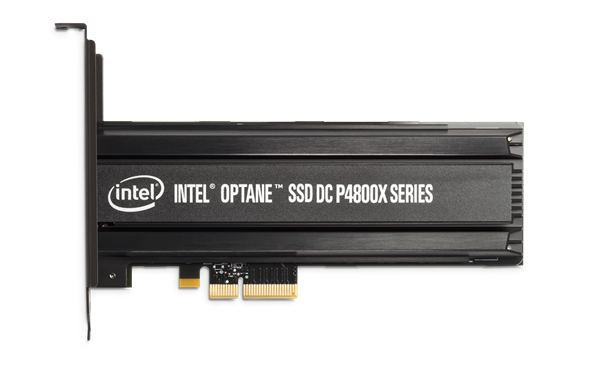 intel® INTEL® OPTANE™ SSD DC P4800X SERIES